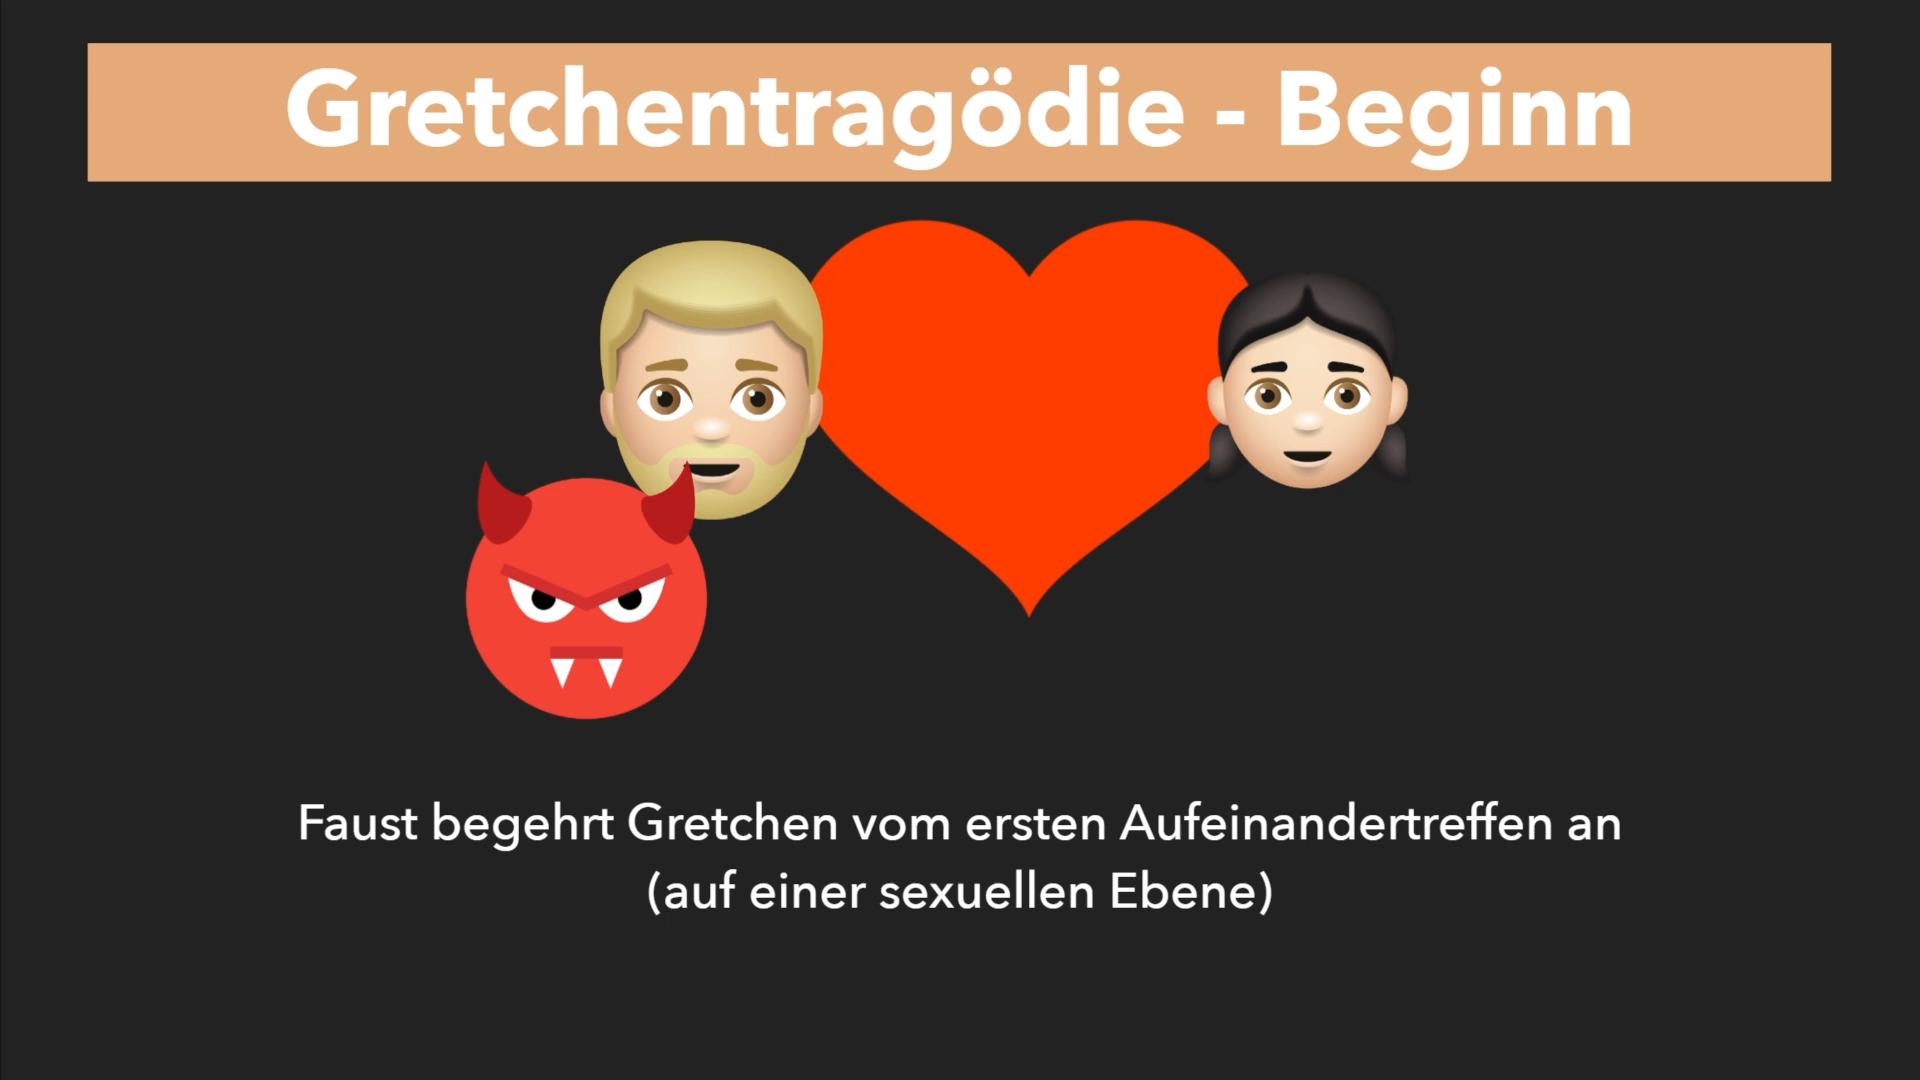 Gretchentragödie - Beginn
Faust begehrt Gretchen vom ersten Aufeinandertreffen an
(auf einer sexuellen Ebene)